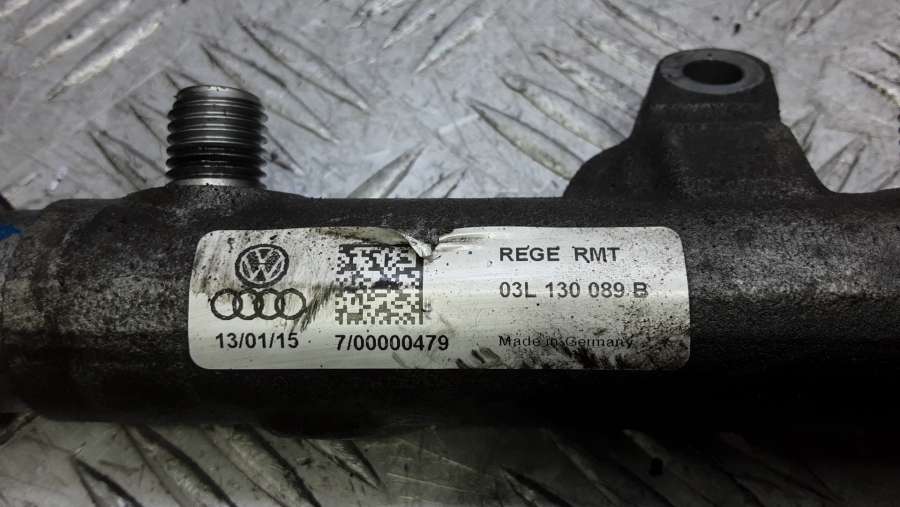 REGE RMT
03L 130 089 B
13/01/15 7/00000479 Made in Germany